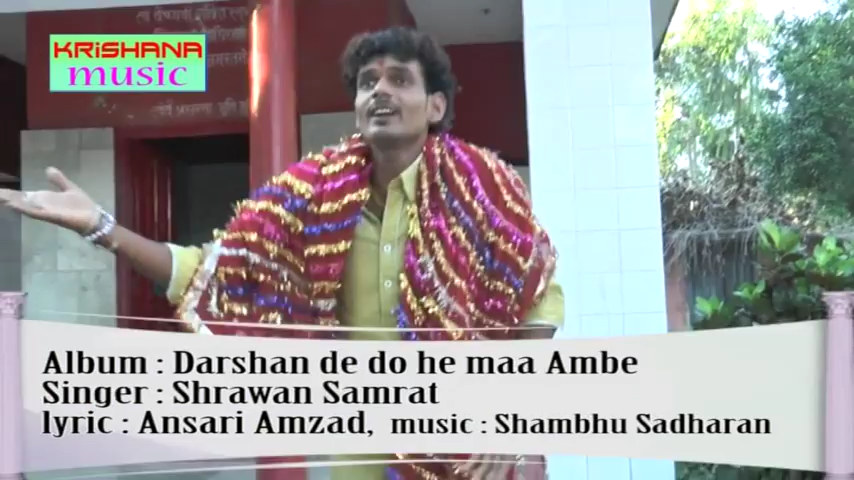 KRiSHANA
music
Album : Darshan de do he maa Ambe
Singer : Shrawan Samrat
lyric : Ansari Amzad, music : Shambhu Sadharan